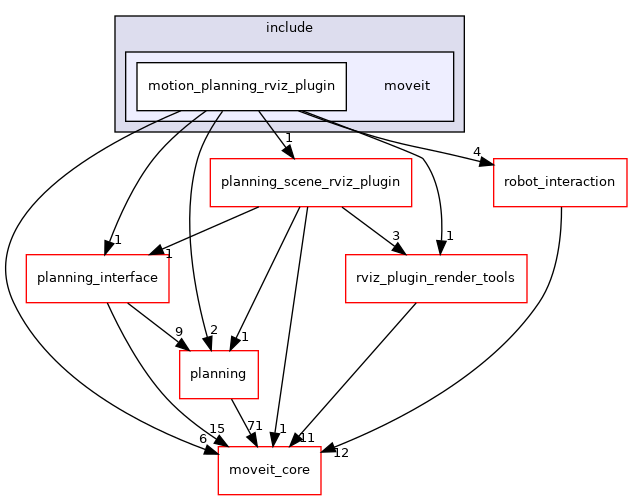 include
motion_planning_rviz_plugin
moveit
1
4
planning_scene_rviz_plugin
robot_interaction
1
1
3
1
planning_interface
rviz_plugin_render_tools
9
2
1
planning
6
15
71
1
11
12
moveit_core